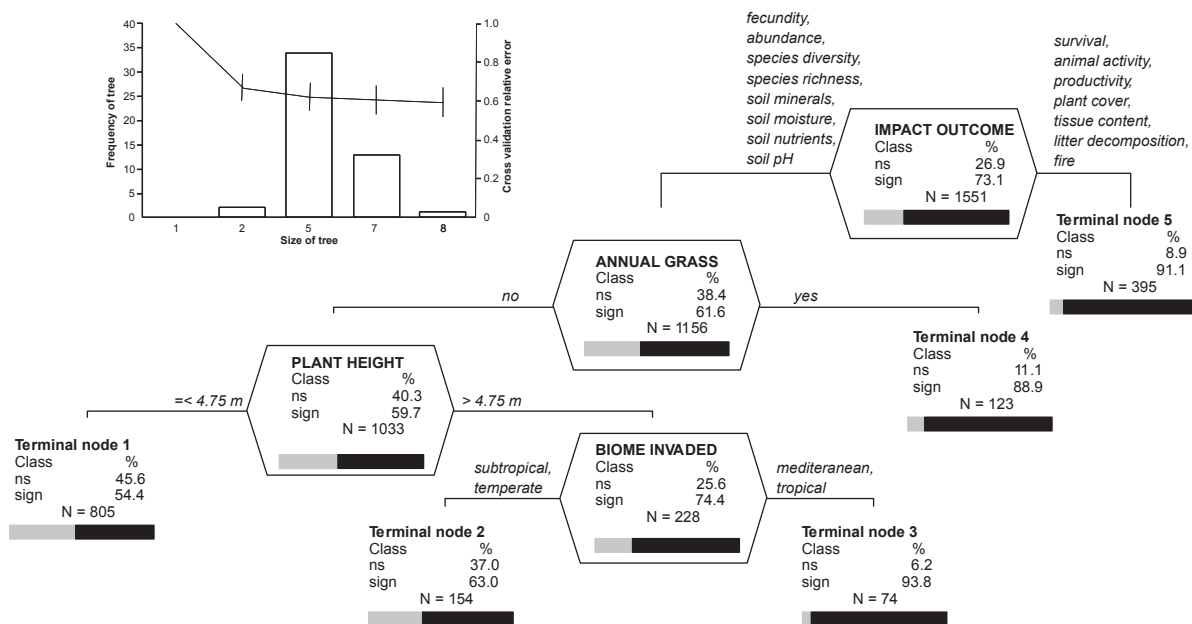 40
35
30
25
20
15
10
5
0
Frequency of tree
1.0
0.8
0.6
0.4
0.2
0
Cross validation relative error
1 2 5 7 8
Size of tree
fecundity,
abundance,
species diversity,
species richness,
soil minerals,
soil moisture,
soil nutrients,
soil pH
survival,
animal activity,
productivity,
plant cover,
tissue content,
litter decomposition,
fire
IMPACT OUTCOME
Class %
ns 26.9
sign 73.1
N = 1551
Terminal node 5
Class %
ns 8.9
sign 91.1
N = 395
ANNUAL GRASS
Class %
ns 38.4
sign 61.6
N = 1156
no
yes
Terminal node 4
Class %
ns 11.1
sign 88.9
N = 123
PLANT HEIGHT
Class %
ns 40.3
sign 59.7
N = 1033
=< 4.75 m
> 4.75 m
Terminal node 1
Class %
ns 45.6
sign 54.4
N = 805
BIOME INVADED
Class %
ns 25.6
sign 74.4
N = 228
subtropical,
temperate
mediteranean,
tropical
Terminal node 2
Class %
ns 37.0
sign 63.0
N = 154
Terminal node 3
Class %
ns 6.2
sign 93.8
N = 74